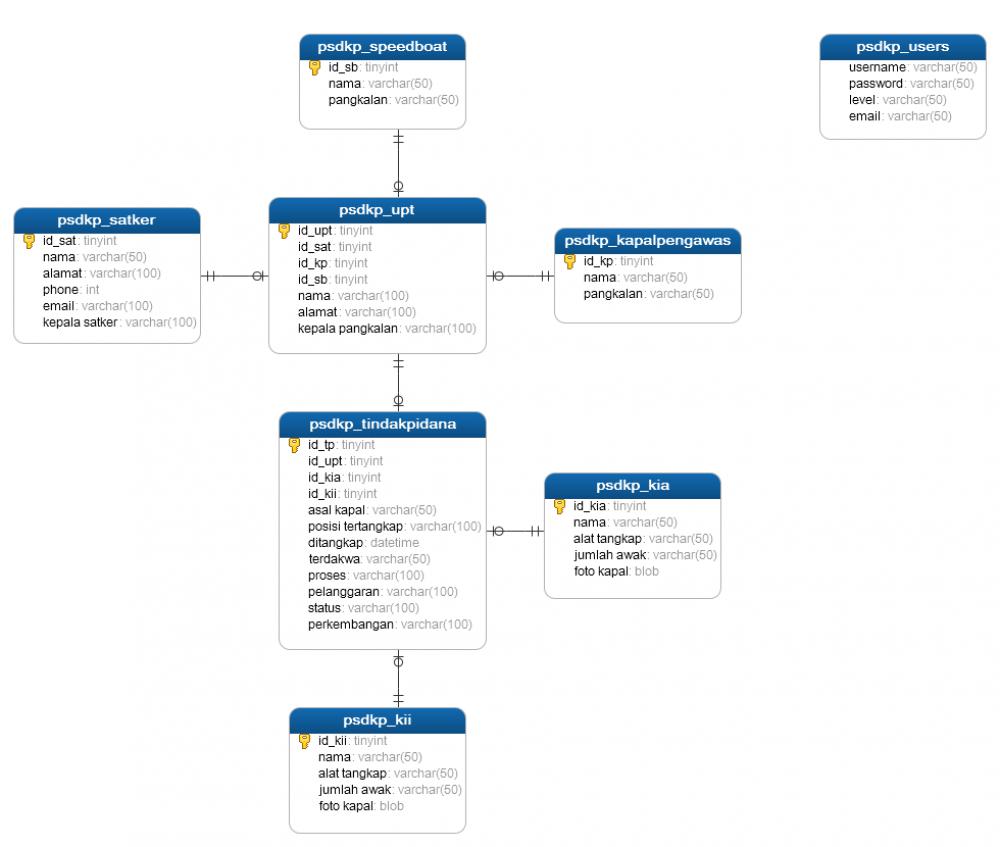 psdkp_speedboat
id_sb: tinyint
nama: varchar(50)
pangkalan: varchar(50)
psdkp_users
username: varchar(50)
password: varchar(50)
level: varchar(50)
email: varchar(50)
psdkp_satker
id_sat: tinyint
nama: varchar(50)
alamat: varchar(100)
phone: int
email: varchar(100)
kepala satker: varchar(100)
psdkp_upt
id_upt: tinyint
id_sat: tinyint
id_kp: tinyint
id_sb: tinyint
nama: varchar(100)
alamat: varchar(100)
kepala pangkalan: varchar(100)
psdkp_kapalpengawas
id_kp: tinyint
nama: varchar(50)
pangkalan: varchar(50)
psdkp_tindakpidana
id_tp: tinyint
id_upt: tinyint
id_kia: tinyint
id_kii: tinyint
asal kapal: varchar(50)
posisi tertangkap: varchar(100)
ditangkap: datetime
terdakwa: varchar(50)
proses: varchar(100)
pelanggaran: varchar(100)
status: varchar(100)
perkembangan: varchar(100)
psdkp_kia
id_kia: tinyint
nama: varchar(50)
alat tangkap: varchar(50)
jumlah awak: varchar(50)
foto kapal: blob
psdkp_kii
id_kii: tinyint
nama: varchar(50)
alat tangkap: varchar(50)
jumlah awak: varchar(50)
foto kapal: blob